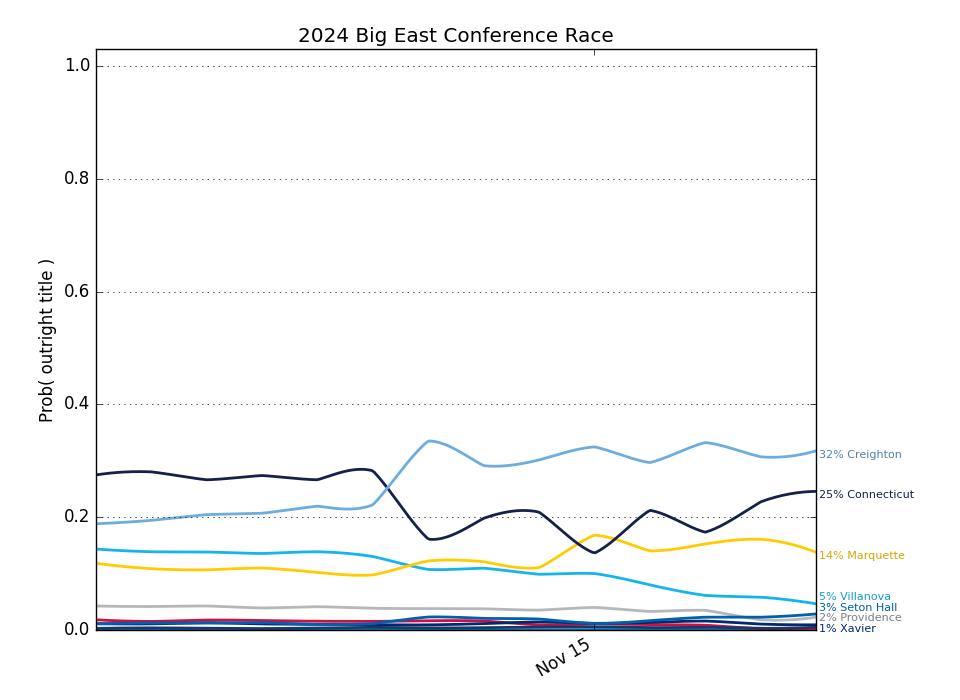 2024 Big East Conference Race
1.0
0.8
0.6
0.4
0.2
0.0
Prob( outright title )
Nov 15
32% Creighton
25% Connecticut
14% Marquette
5% Villanova
3% Seton Hall
2% Providence
1% Xavier